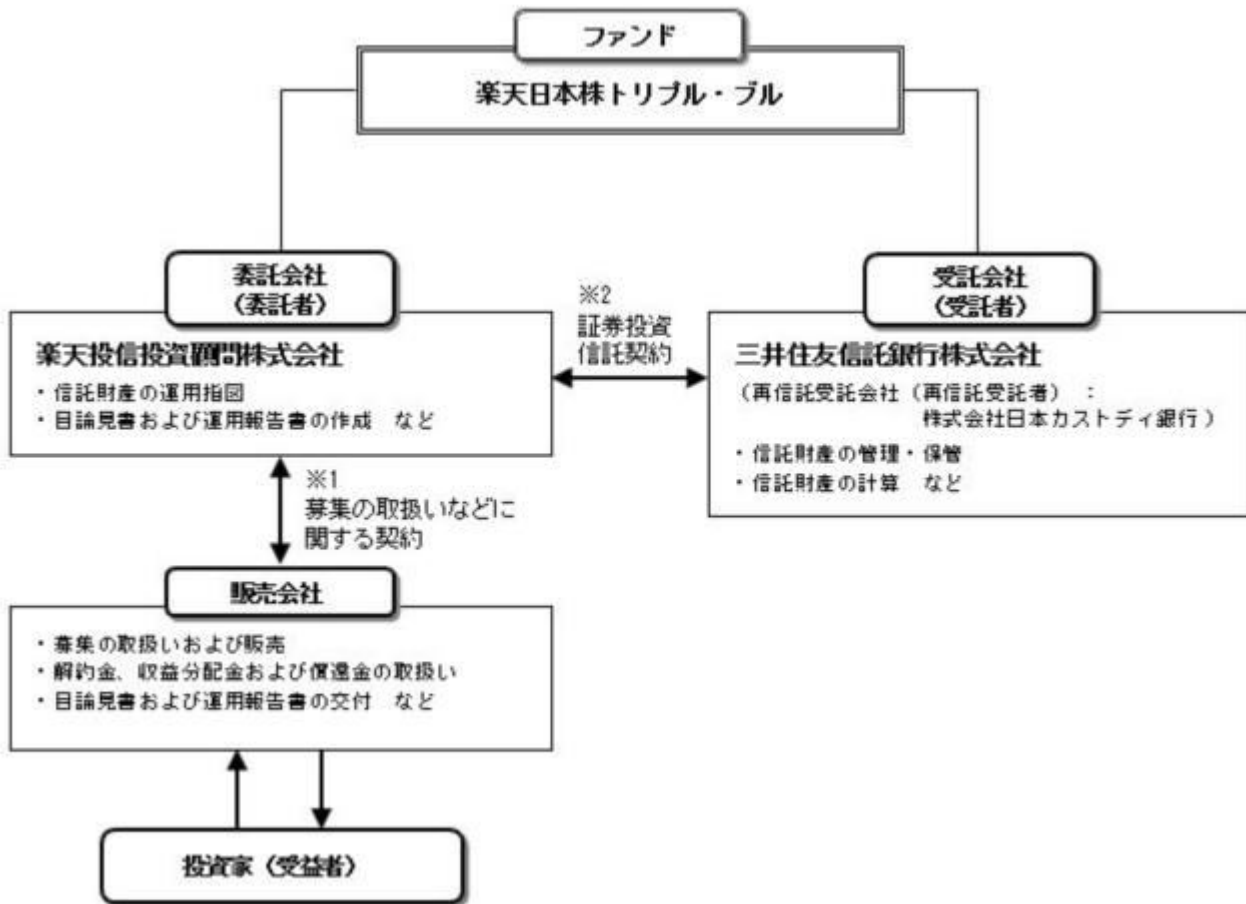 ファンド
楽天日本株トリプル・ブル
委託会社
（委託者）
楽天投信投資顧問株式会社
・信託財産の運用指図
・目論見書および運用報告書の作成　など
※2
証券投資
信託契約
受託会社
（受託者）
三井住友信託銀行株式会社
（再信託受託会社（再信託受託者）：
株式会社日本カストディ銀行）
・信託財産の管理・保管
・信託財産の計算　など
※1
募集の取扱いなどに
関する契約
販売会社
・募集の取扱いおよび販売
・解約金、収益分配金および償還金の取扱い
・目論見書および運用報告書の交付　など
投資家（受益者）